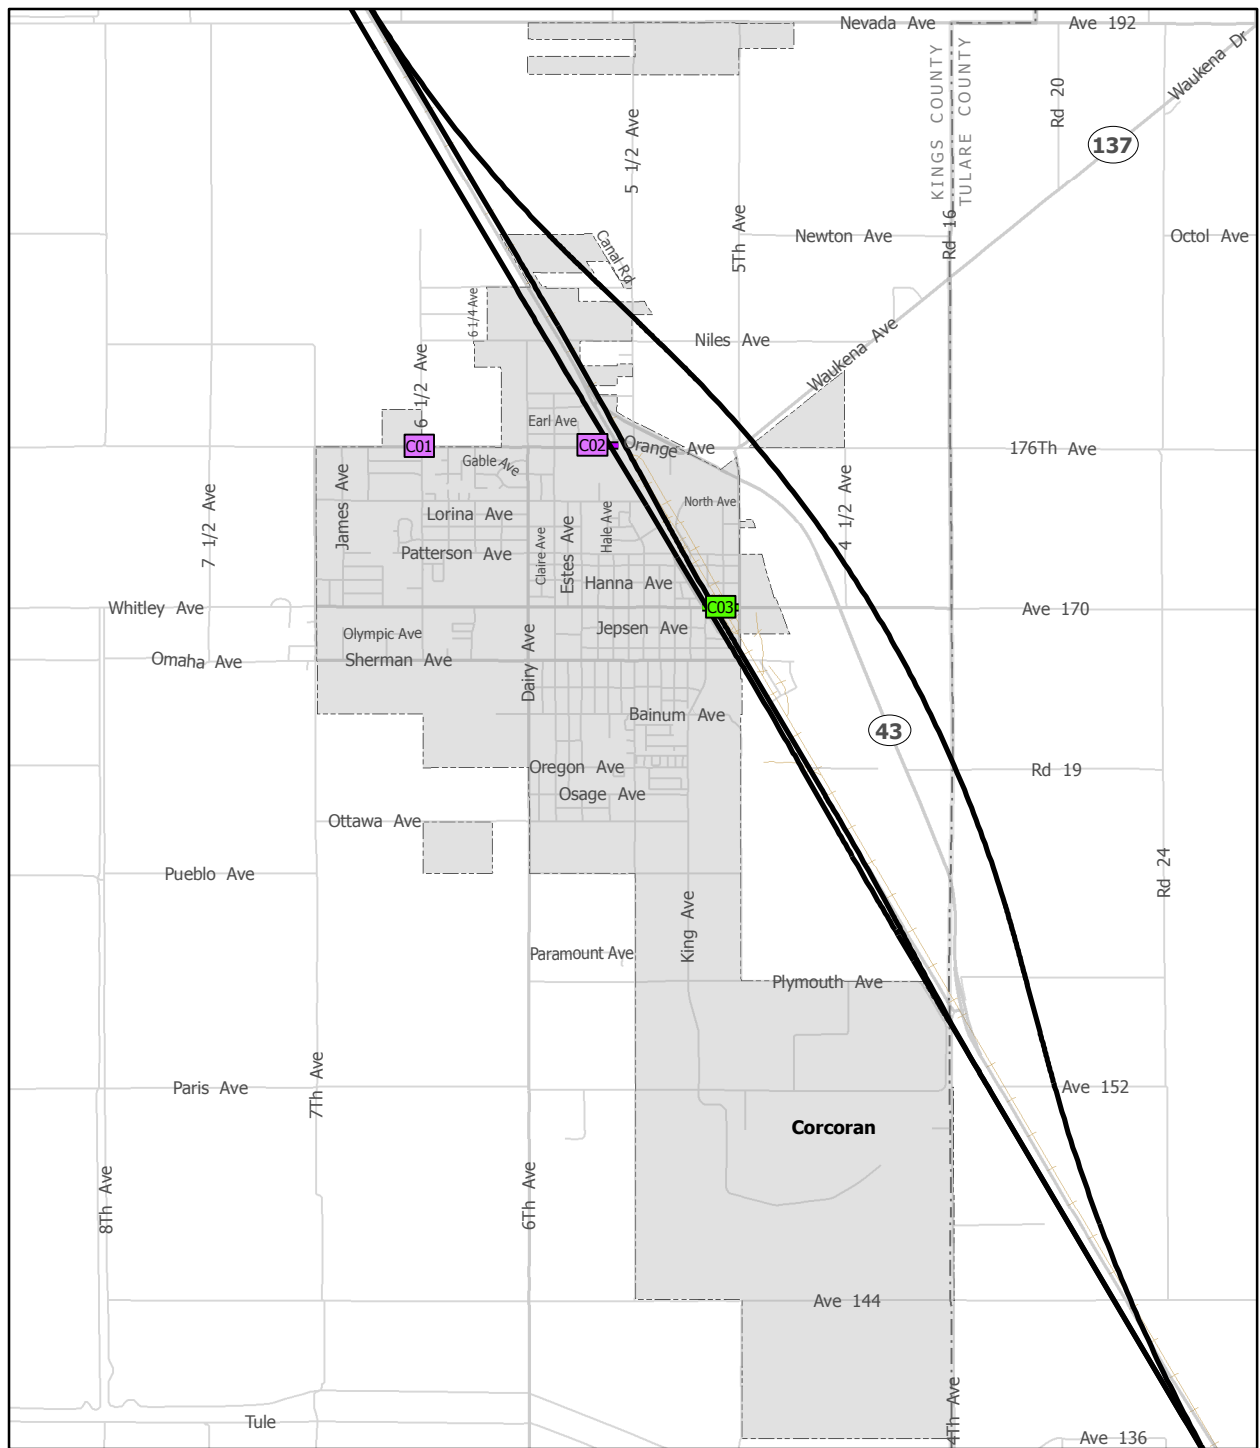 Nevada Ave
Ave 192
KINGS COUNTY
TULARE COUNTY
Rd 20
Waukena Dr
137
5 1/2 Ave
5Th Ave
Newton Ave
Rd 16
Octol Ave
Canal Rd
6 1/4 Ave
6 1/2 Ave
Niles Ave
Waukena Ave
Earl Ave
C01
C02
Orange Ave
176Th Ave
Gable Ave
James Ave
7 1/2 Ave
Lorina Ave
Patterson Ave
Claire Ave
Estes Ave
Hale Ave
North Ave
4 1/2 Ave
Hanna Ave
Whitley Ave
C03
Ave 170
Olympic Ave
Jepsen Ave
Omaha Ave
Sherman Ave
Dairy Ave
Bainum Ave
43
Oregon Ave
Rd 19
Osage Ave
Ottawa Ave
Pueblo Ave
Rd 24
King Ave
Paramount Ave
Plymouth Ave
7Th Ave
Paris Ave
Ave 152
Corcoran
8Th Ave
6Th Ave
Ave 144
4Th Ave
Tule
Ave 136